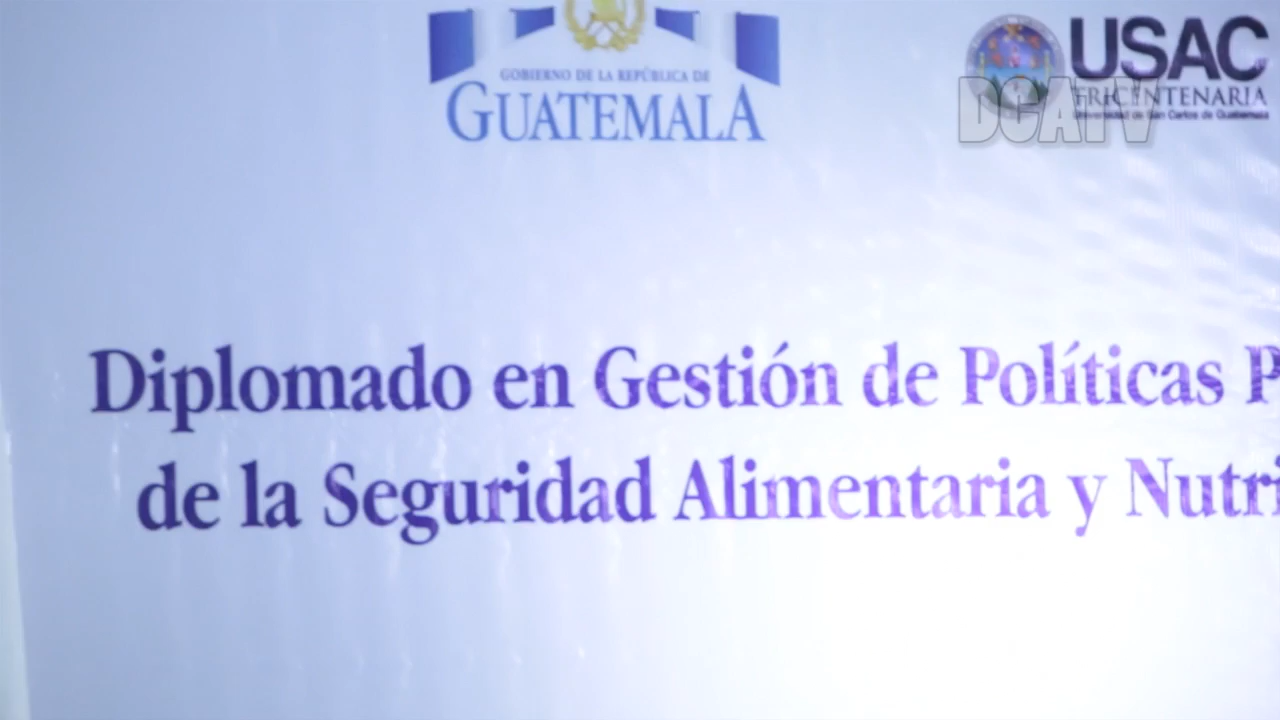 GOBIERNO DE LA REPÚBLICA DE
GUATEMALA
USAC
TRICENTENARIA
Universidad de San Carlos de Guatemala
DCATV
Diplomado en Gestión de Políticas P
de la Seguridad Alimentaria y Nutri